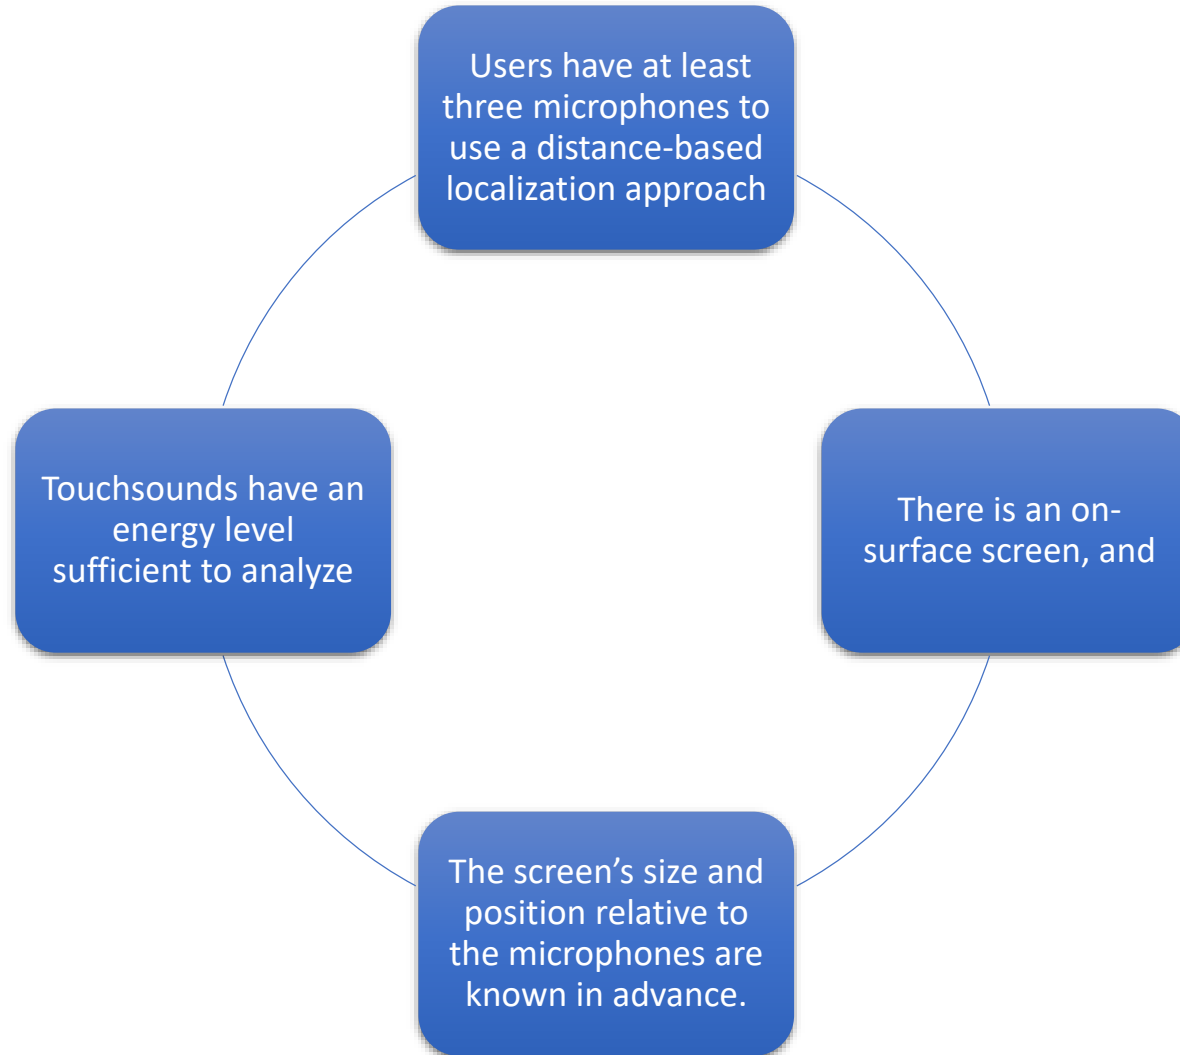 Users have at least
three microphones to
use a distance-based
localization approach
There is an on-
surface screen, and
The screen’s size and
position relative to
the microphones are
known in advance.
Touchsounds have an
energy level
sufficient to analyze